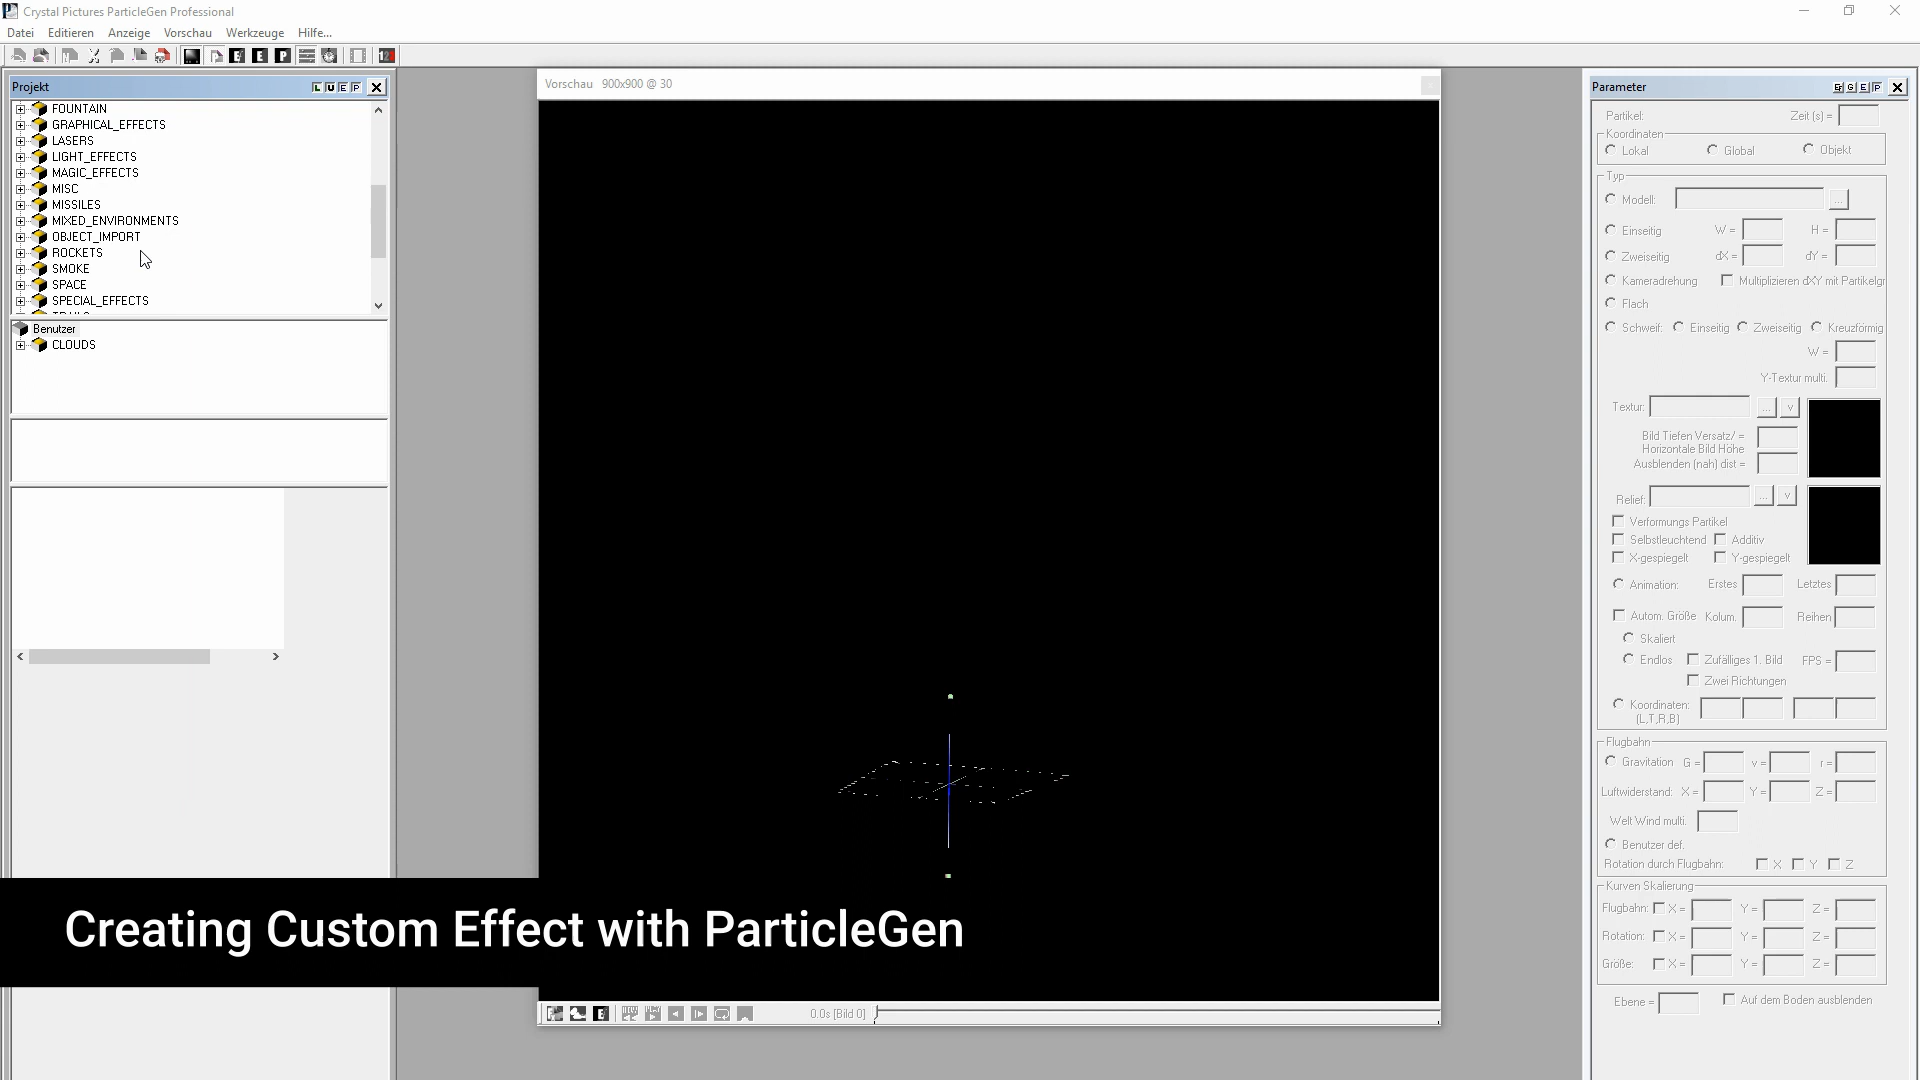 Crystal Pictures ParticleGen Professional
Datei Editieren Anzeige Vorschau Werkzeuge Hilfe...
Projekt
L U E P
FOUNTAIN
GRAPHICAL_EFFECTS
LASERS
LIGHT_EFFECTS
MAGIC_EFFECTS
MISC
MISSILES
MIXED_ENVIRONMENTS
OBJECT_IMPORT
ROCKETS
SMOKE
SPACE
SPECIAL_EFFECTS
Benutzer
CLOUDS
Vorschau 900x900 @ 30
0.0s [Bild 0]
Creating Custom Effect with ParticleGen
Parameter
Partikel: Zeit (s) =
Koordinaten
Lokal Global Objekt
Typ
Modell: ...
Einseitig W = H =
Zweiseitig dX = dY =
Kameradrehung Multiplizieren dXY mit Partikelgr
Flach
Schweif: Einseitig Zweiseitig Kreuzförmig
W =
Y-Textur multi.
Textur: ... v
Bild Tiefen Versatz/ =
Horizontale Bild Höhe
Ausblenden (nah) dist =
Relief: ... v
Verformungs Partikel
Selbstleuchtend Additiv
X-gespiegelt Y-gespiegelt
Animation: Erstes Letztes
Autom. Größe Kolum. Reihen
Skaliert
Endlos Zufälliges 1. Bild FPS =
Zwei Richtungen
Koordinaten:
(L,T,R,B)
Flugbahn
Gravitation G = v = r =
Luftwiderstand: X = Y = Z =
Welt Wind multi.
Benutzer def.
Rotation durch Flugbahn: X Y Z
Kurven Skalierung
Flugbahn: X = Y = Z =
Rotation: X = Y = Z =
Größe: X = Y = Z =
Ebene = Auf dem Boden ausblenden